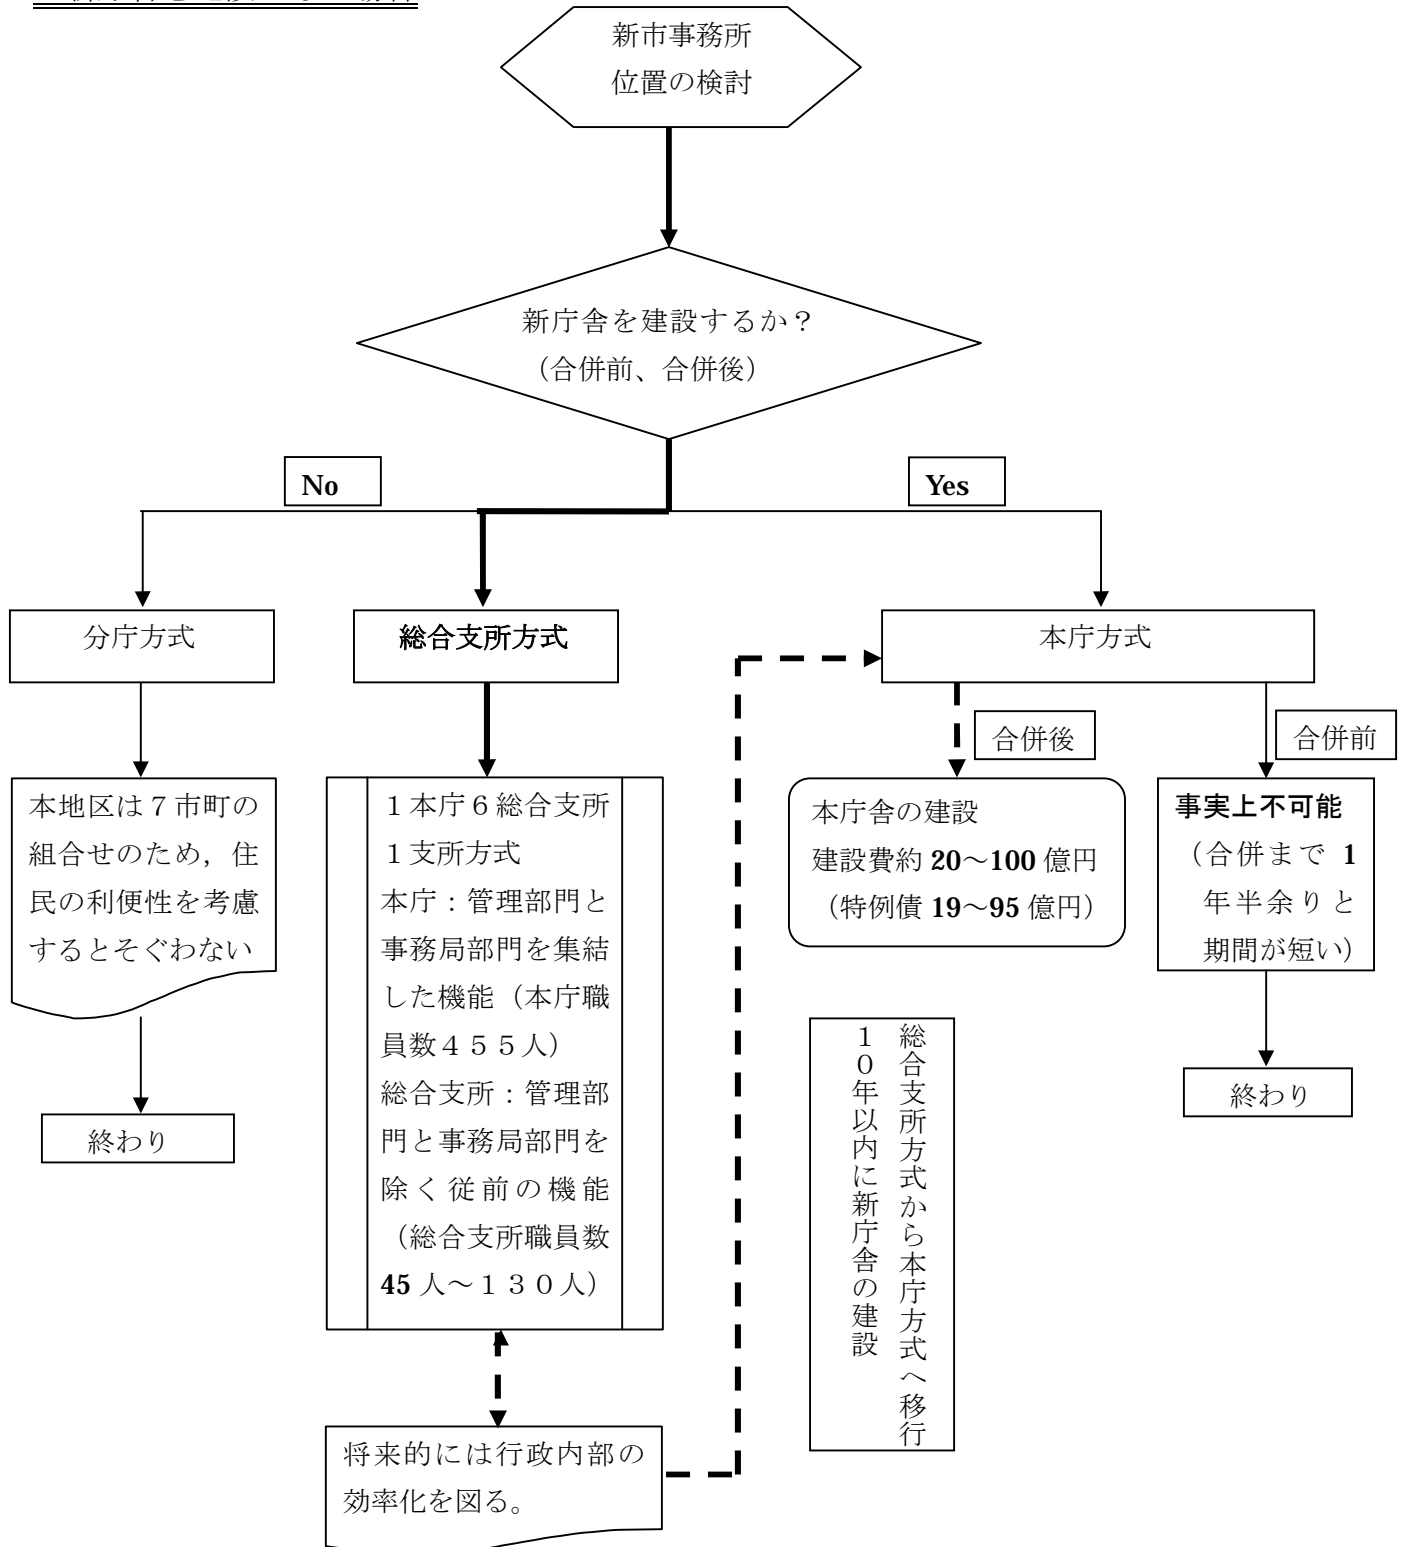 新市事務所
位置の検討
新庁舎を建設するか？
（合併前、合併後）
No
Yes
分庁方式
総合支所方式
本庁方式
合併後
合併前
本地区は７市町の
組合せのため，住
民の利便性を考慮
するとそぐわない
終わり
１本庁６総合支所
１支所方式
本庁：管理部門と
事務局部門を集結
した機能（本庁職
員数４５５人）
総合支所：管理部
門と事務局部門を
除く従前の機能
（総合支所職員数
45 人～１３０人）
将来的には行政内部の
効率化を図る。
本庁舎の建設
建設費約 20～100 億円
（特例債 19～95 億円）
事実上不可能
（合併まで 1
年半余りと
期間が短い）
終わり
総合支所方式から本庁方式へ移行
１０年以内に新庁舎の建設